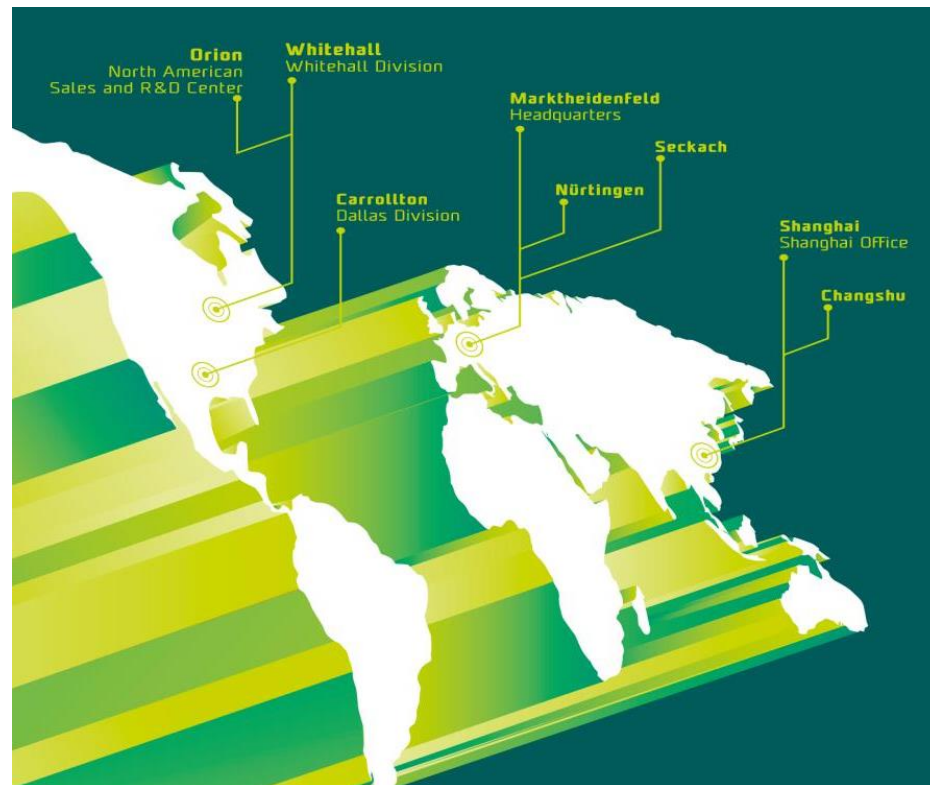 Orion
North American
Sales and R&D Center
Whitehall
Whitehall Division
Carrollton
Dallas Division
Marktheidenfeld
Headquarters
Nürtingen
Seckach
Shanghai
Shanghai Office
Changshu